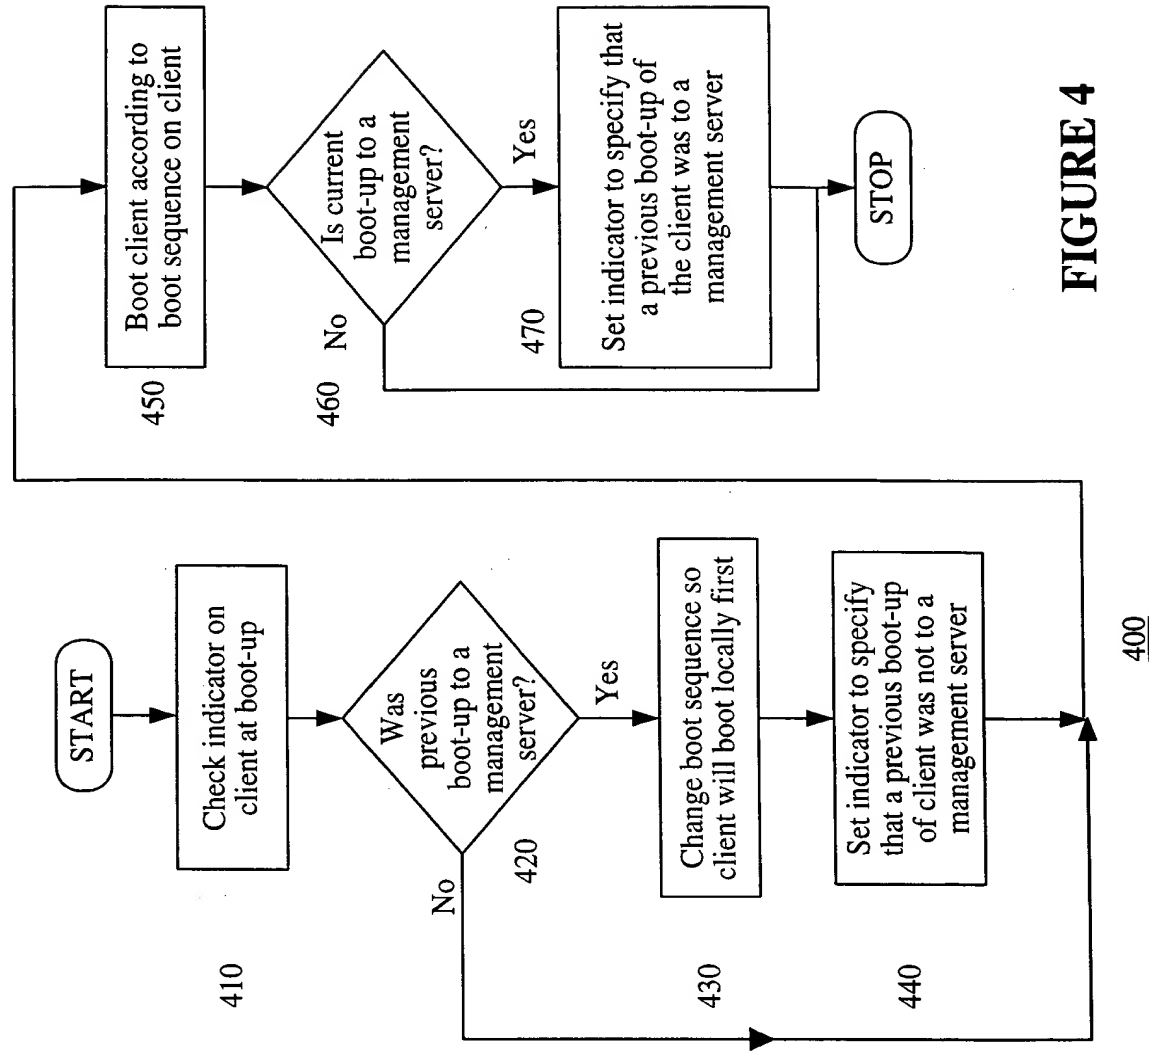 START
410
Check indicator on
client at boot-up
420
Was
previous
boot-up to a
management
server?
No
Yes
430
Change boot sequence so
client will boot locally first
440
Set indicator to specify
that a previous boot-up
of client was not to a
management server
450
Boot client according to
boot sequence on client
460
Is current
boot-up to a
management
server?
No
Yes
470
Set indicator to specify that
a previous boot-up of
the client was to a
management server
STOP
400
FIGURE 4